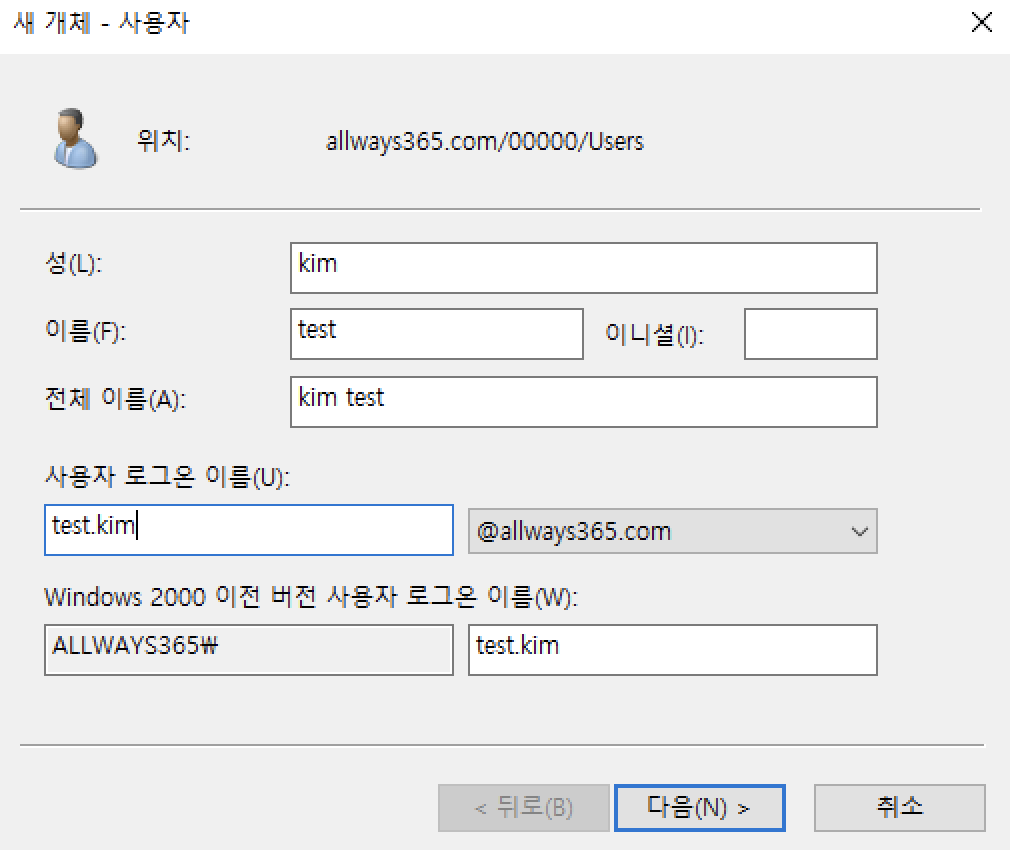 새 개체 - 사용자
위치: allways365.com/00000/Users
성(L): kim
이름(F): test 이니셜(I):
전체 이름(A): kim test
사용자 로그온 이름(U):
test.kim @allways365.com
Windows 2000 이전 버전 사용자 로그온 이름(W):
ALLWAYS365₩ test.kim
< 뒤로(B) 다음(N) > 취소